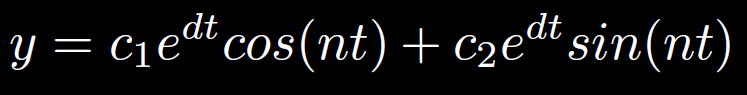 y = c₁e^{dt}cos(nt) + c₂e^{dt}sin(nt)